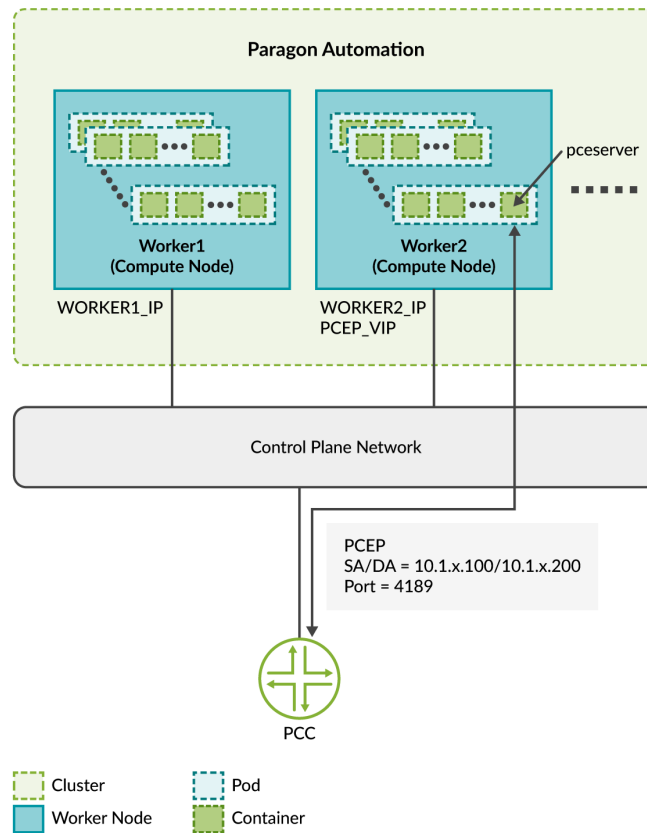 Paragon Automation
pceserver
Worker1
(Compute Node)
Worker2
(Compute Node)
WORKER1_IP
WORKER2_IP
PCEP_VIP
Control Plane Network
PCEP
SA/DA = 10.1.x.100/10.1.x.200
Port = 4189
PCC
Cluster
Pod
Worker Node
Container